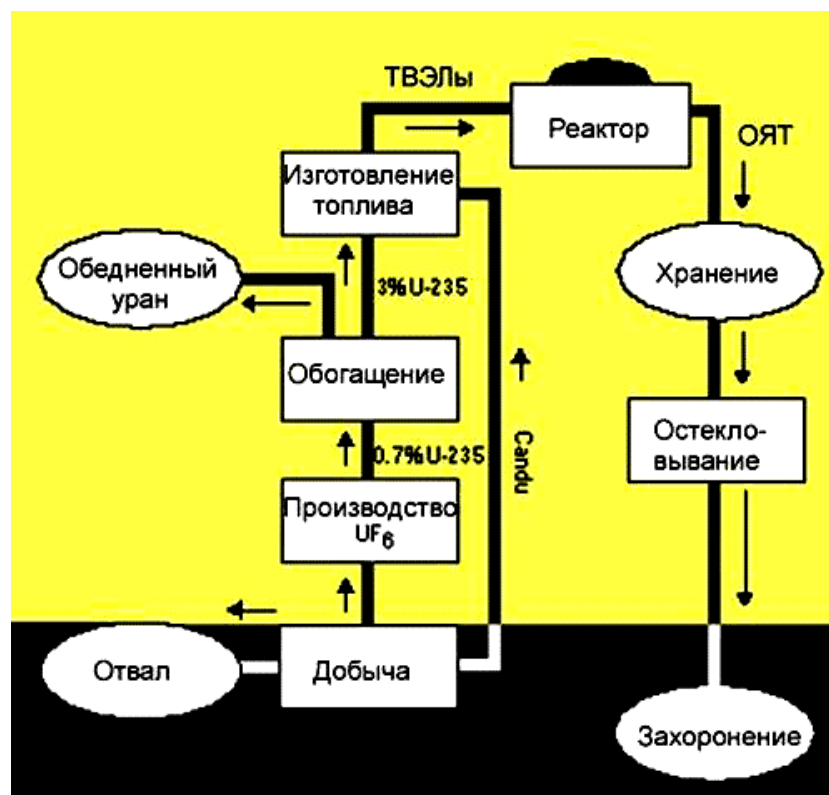 ТВЭЛы
Реактор
ОЯТ
Изготовление
топлива
Обедненный
уран
3%U-235
Хранение
Обогащение
Candu
0.7%U-235
Остекло-
вывание
Производство
UF6
Отвал
Добыча
Захоронение